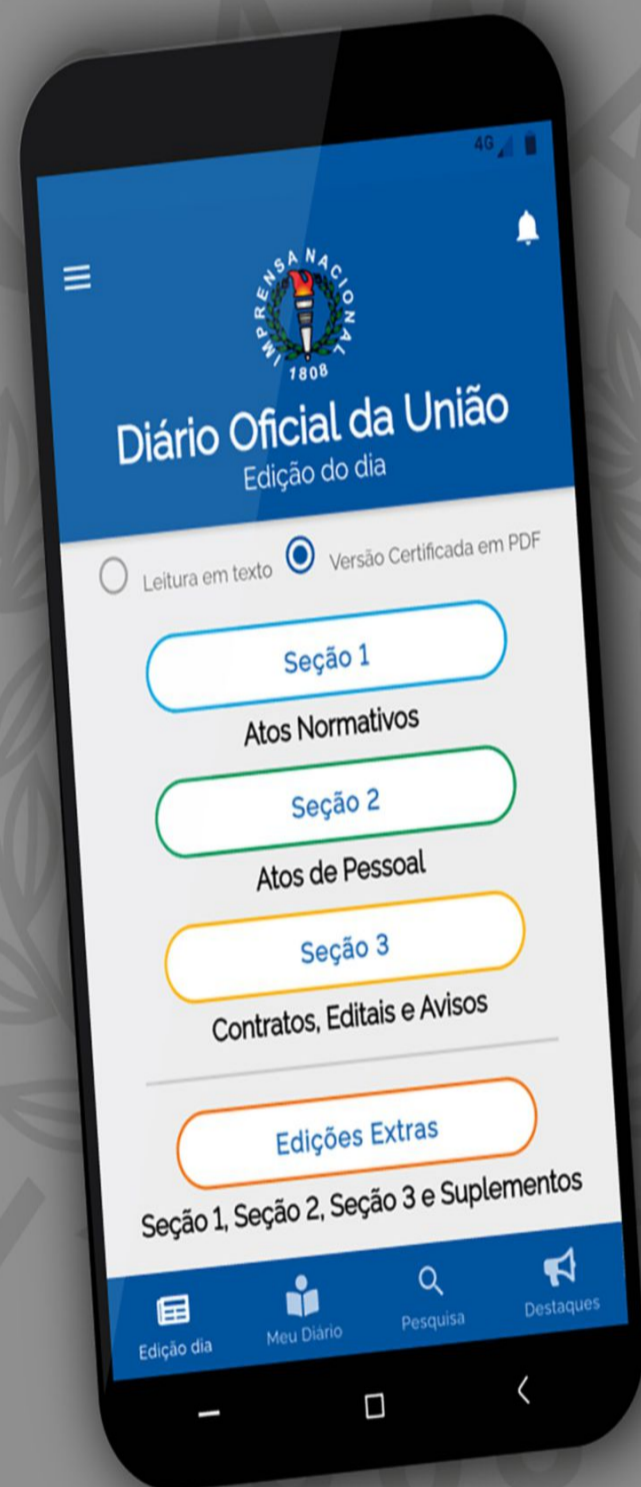 4G
IMPRENSA NACIONAL
1808
Diário Oficial da União
Edição do dia
Leitura em texto Versão Certificada em PDF
Seção 1
Atos Normativos
Seção 2
Atos de Pessoal
Seção 3
Contratos, Editais e Avisos
Edições Extras
Seção 1, Seção 2, Seção 3 e Suplementos
Edição dia Meu Diário Pesquisa Destaques